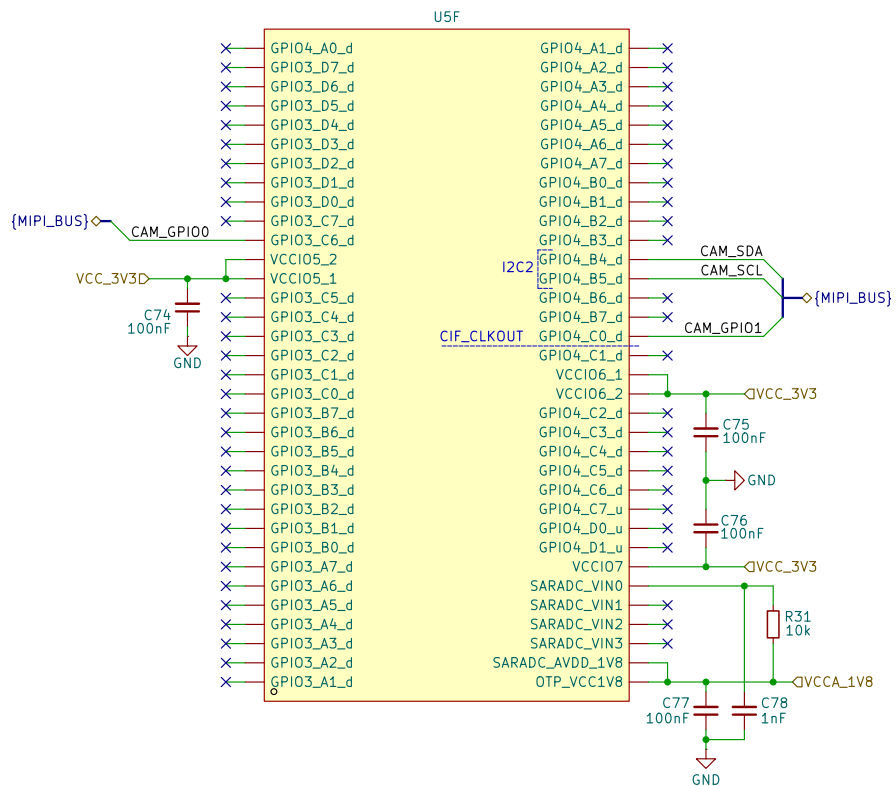 U5F
GPIO4_A0_d
GPIO3_D7_d
GPIO3_D6_d
GPIO3_D5_d
GPIO3_D4_d
GPIO3_D3_d
GPIO3_D2_d
GPIO3_D1_d
GPIO3_D0_d
GPIO3_C7_d
GPIO3_C6_d
VCCIO5_2
VCCIO5_1
GPIO3_C5_d
GPIO3_C4_d
GPIO3_C3_d
GPIO3_C2_d
GPIO3_C1_d
GPIO3_C0_d
GPIO3_B7_d
GPIO3_B6_d
GPIO3_B5_d
GPIO3_B4_d
GPIO3_B3_d
GPIO3_B2_d
GPIO3_B1_d
GPIO3_B0_d
GPIO3_A7_d
GPIO3_A6_d
GPIO3_A5_d
GPIO3_A4_d
GPIO3_A3_d
GPIO3_A2_d
GPIO3_A1_d
{MIPI_BUS}
CAM_GPIO0
VCC_3V3
C74
100nF
GND
GPIO4_A1_d
GPIO4_A2_d
GPIO4_A3_d
GPIO4_A4_d
GPIO4_A5_d
GPIO4_A6_d
GPIO4_A7_d
GPIO4_B0_d
GPIO4_B1_d
GPIO4_B2_d
GPIO4_B3_d
GPIO4_B4_d
GPIO4_B5_d
GPIO4_B6_d
GPIO4_B7_d
GPIO4_C0_d
GPIO4_C1_d
VCCIO6_1
VCCIO6_2
GPIO4_C2_d
GPIO4_C3_d
GPIO4_C4_d
GPIO4_C5_d
GPIO4_C6_d
GPIO4_C7_u
GPIO4_D0_u
GPIO4_D1_u
VCCIO7
SARADC_VIN0
SARADC_VIN1
SARADC_VIN2
SARADC_VIN3
SARADC_AVDD_1V8
OTP_VCC1V8
I2C2
CIF_CLKOUT
CAM_SDA
CAM_SCL
CAM_GPIO1
{MIPI_BUS}
VCC_3V3
C75
100nF
GND
C76
100nF
VCC_3V3
R31
10k
VCCA_1V8
C77
100nF
C78
1nF
GND